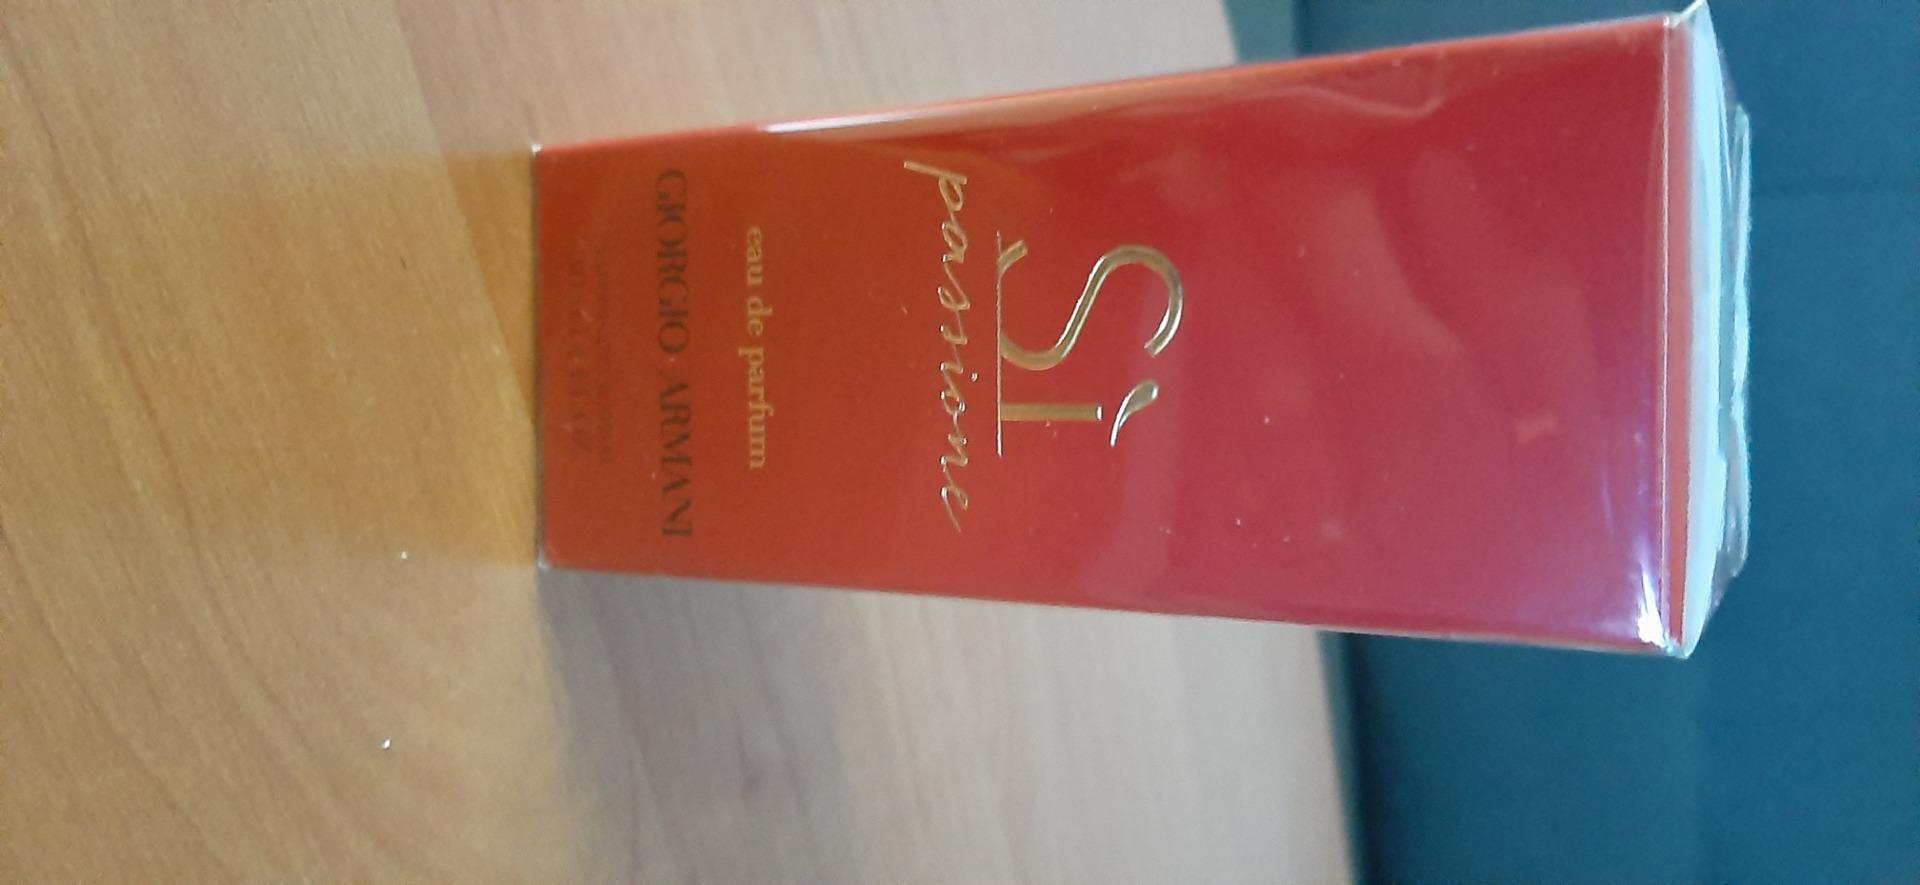 Sì
passione
eau de parfum
GIORGIO ARMANI